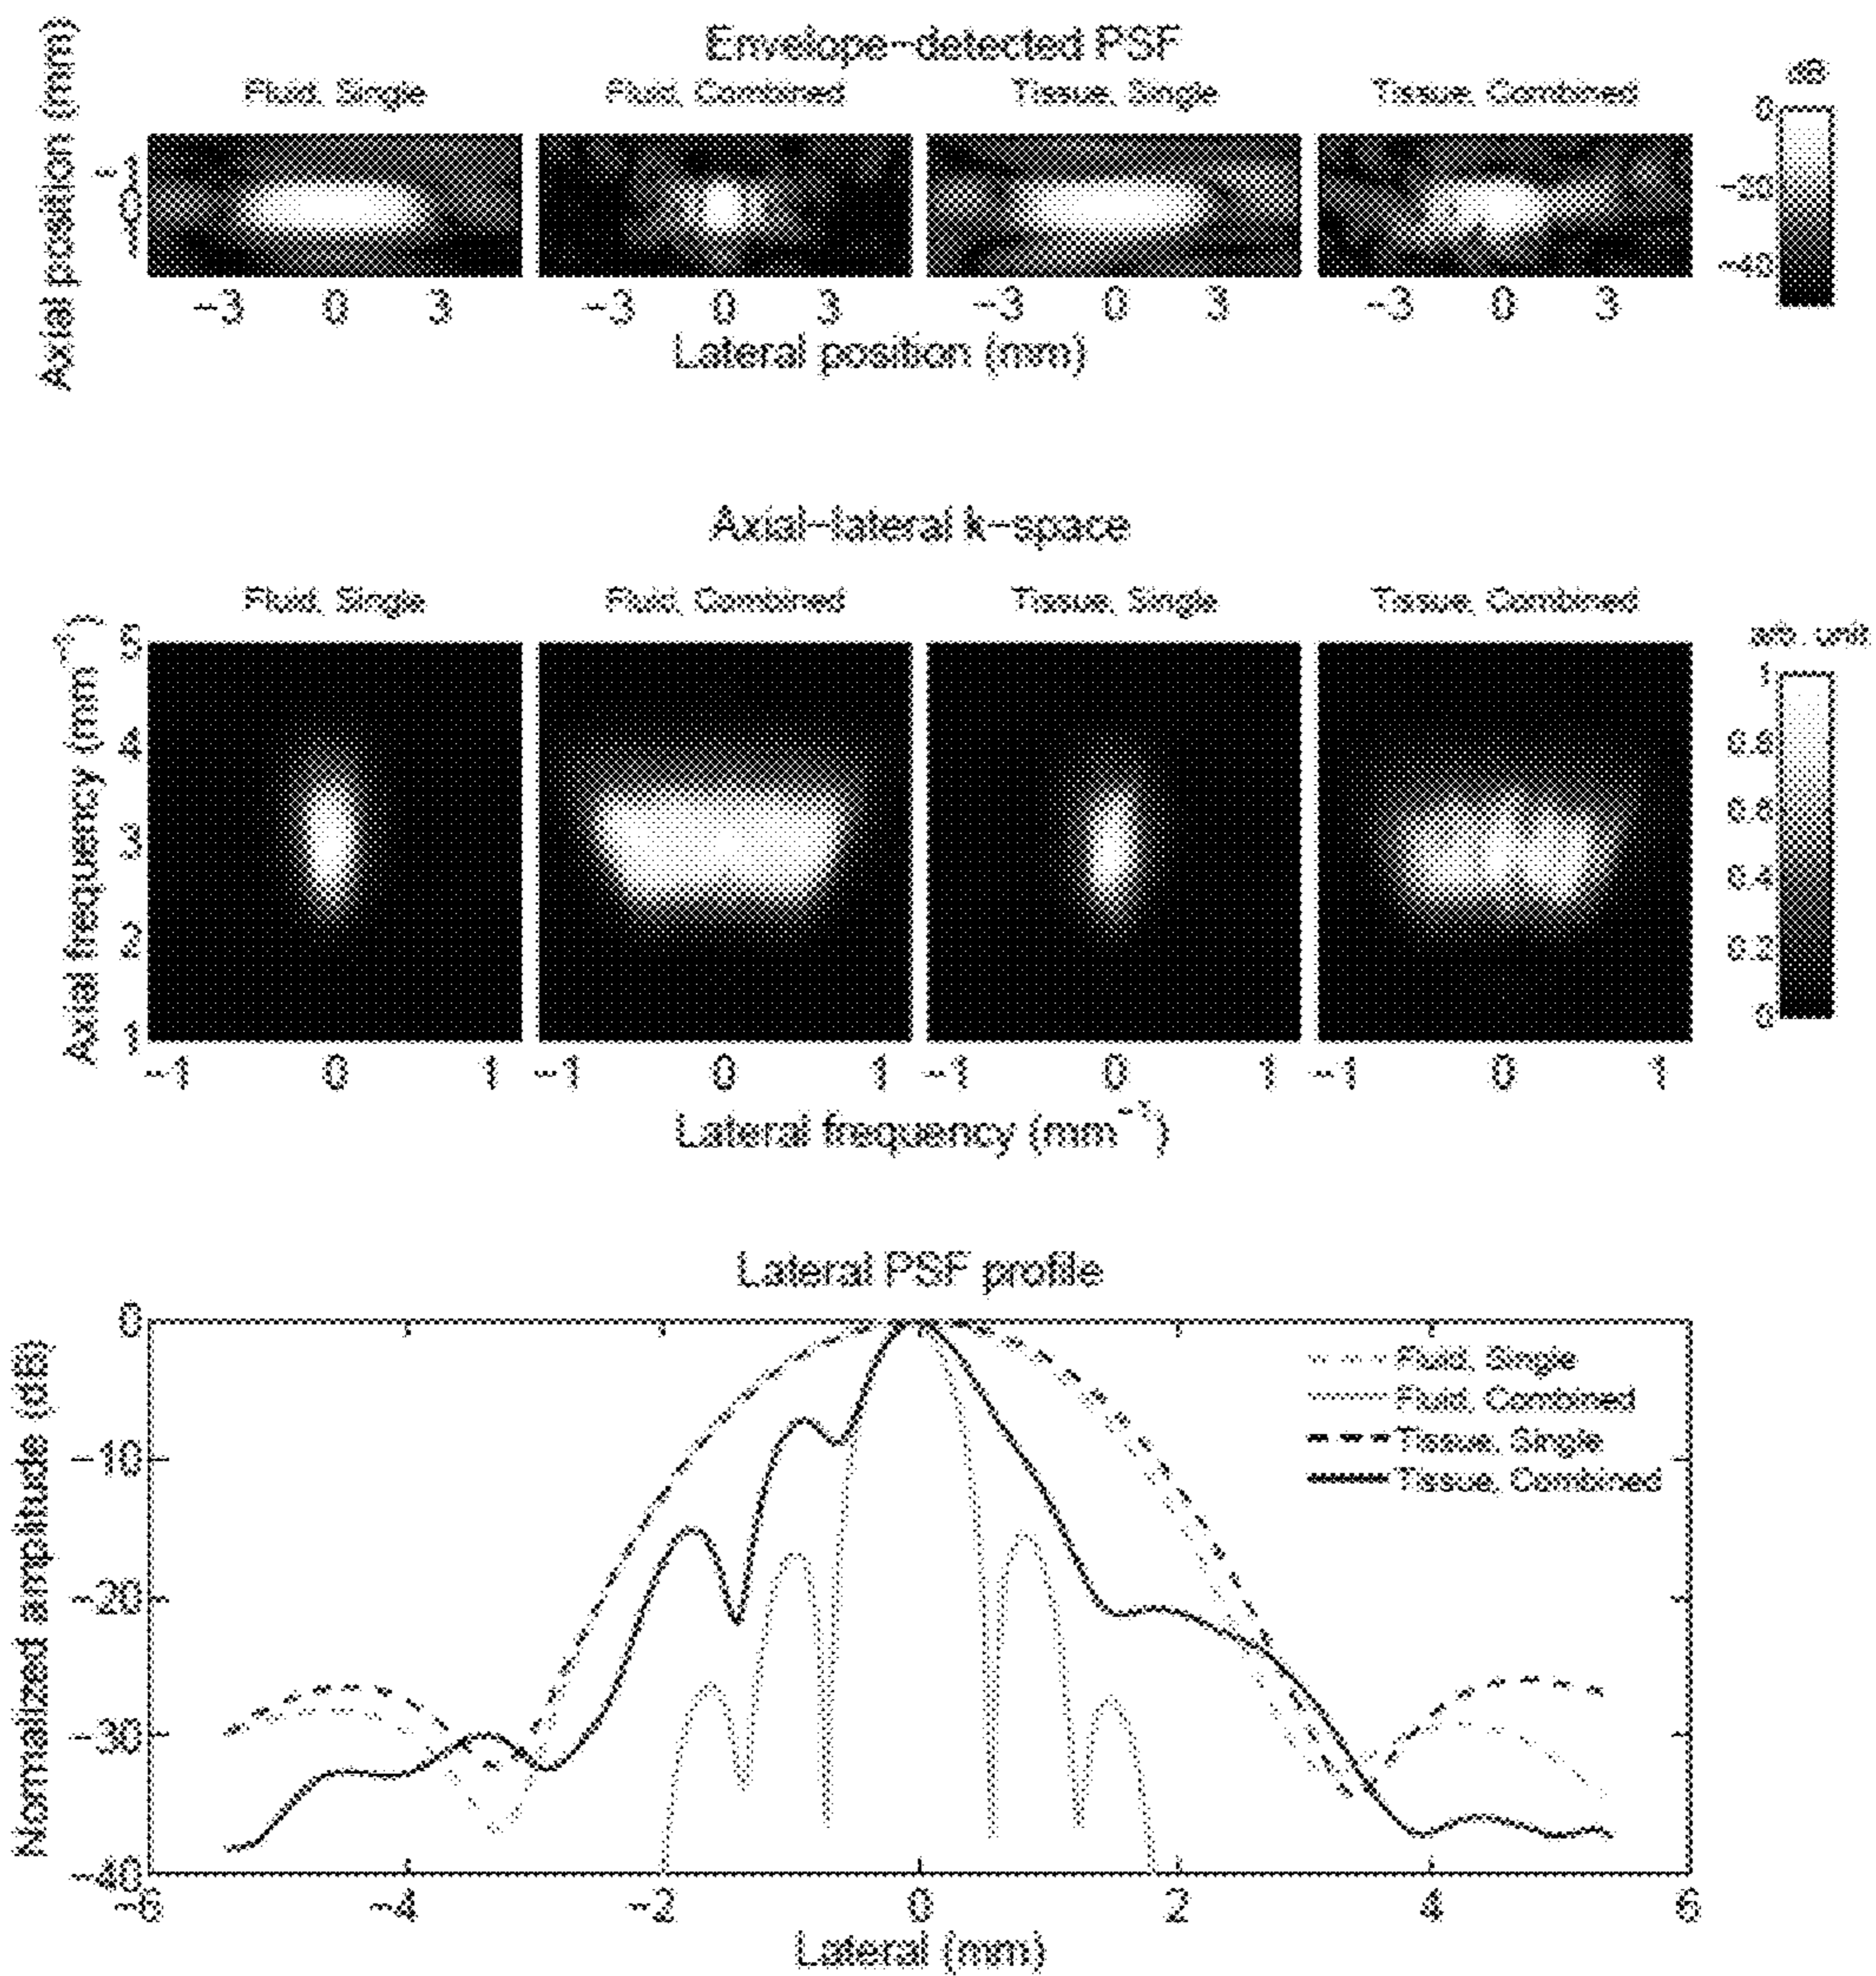 Envelope-detected PSF
Fluid, Single Fluid, Combined Tissue, Single Tissue, Combined
dB
Axial position (mm)
-1
0
1
0
-20
-40
-3 0 3 -3 0 3 -3 0 3 -3 0 3
Lateral position (mm)
Axial-lateral k-space
Fluid, Single Fluid, Combined Tissue, Single Tissue, Combined
arb. unit
Axial frequency (mm⁻¹)
5
4
3
2
1
1
0.8
0.6
0.4
0.2
0
-1 0 1 -1 0 1 -1 0 1 -1 0 1
Lateral frequency (mm⁻¹)
Lateral PSF profile
Normalized amplitude (dB)
0
-10
-20
-30
-40
Fluid, Single
Fluid, Combined
Tissue, Single
Tissue, Combined
-6 -4 -2 0 2 4 6
Lateral (mm)